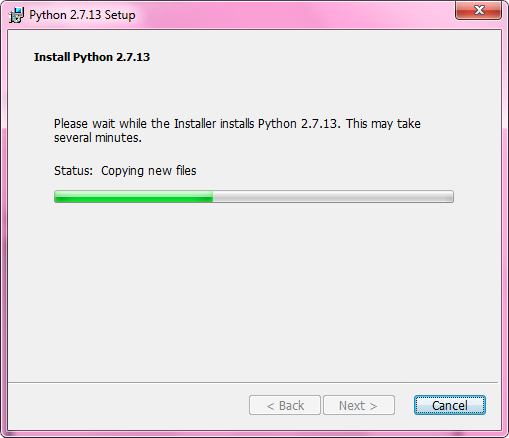 Python 2.7.13 Setup
Install Python 2.7.13
Please wait while the Installer installs Python 2.7.13. This may take
several minutes.
Status: Copying new files
< Back
Next >
Cancel